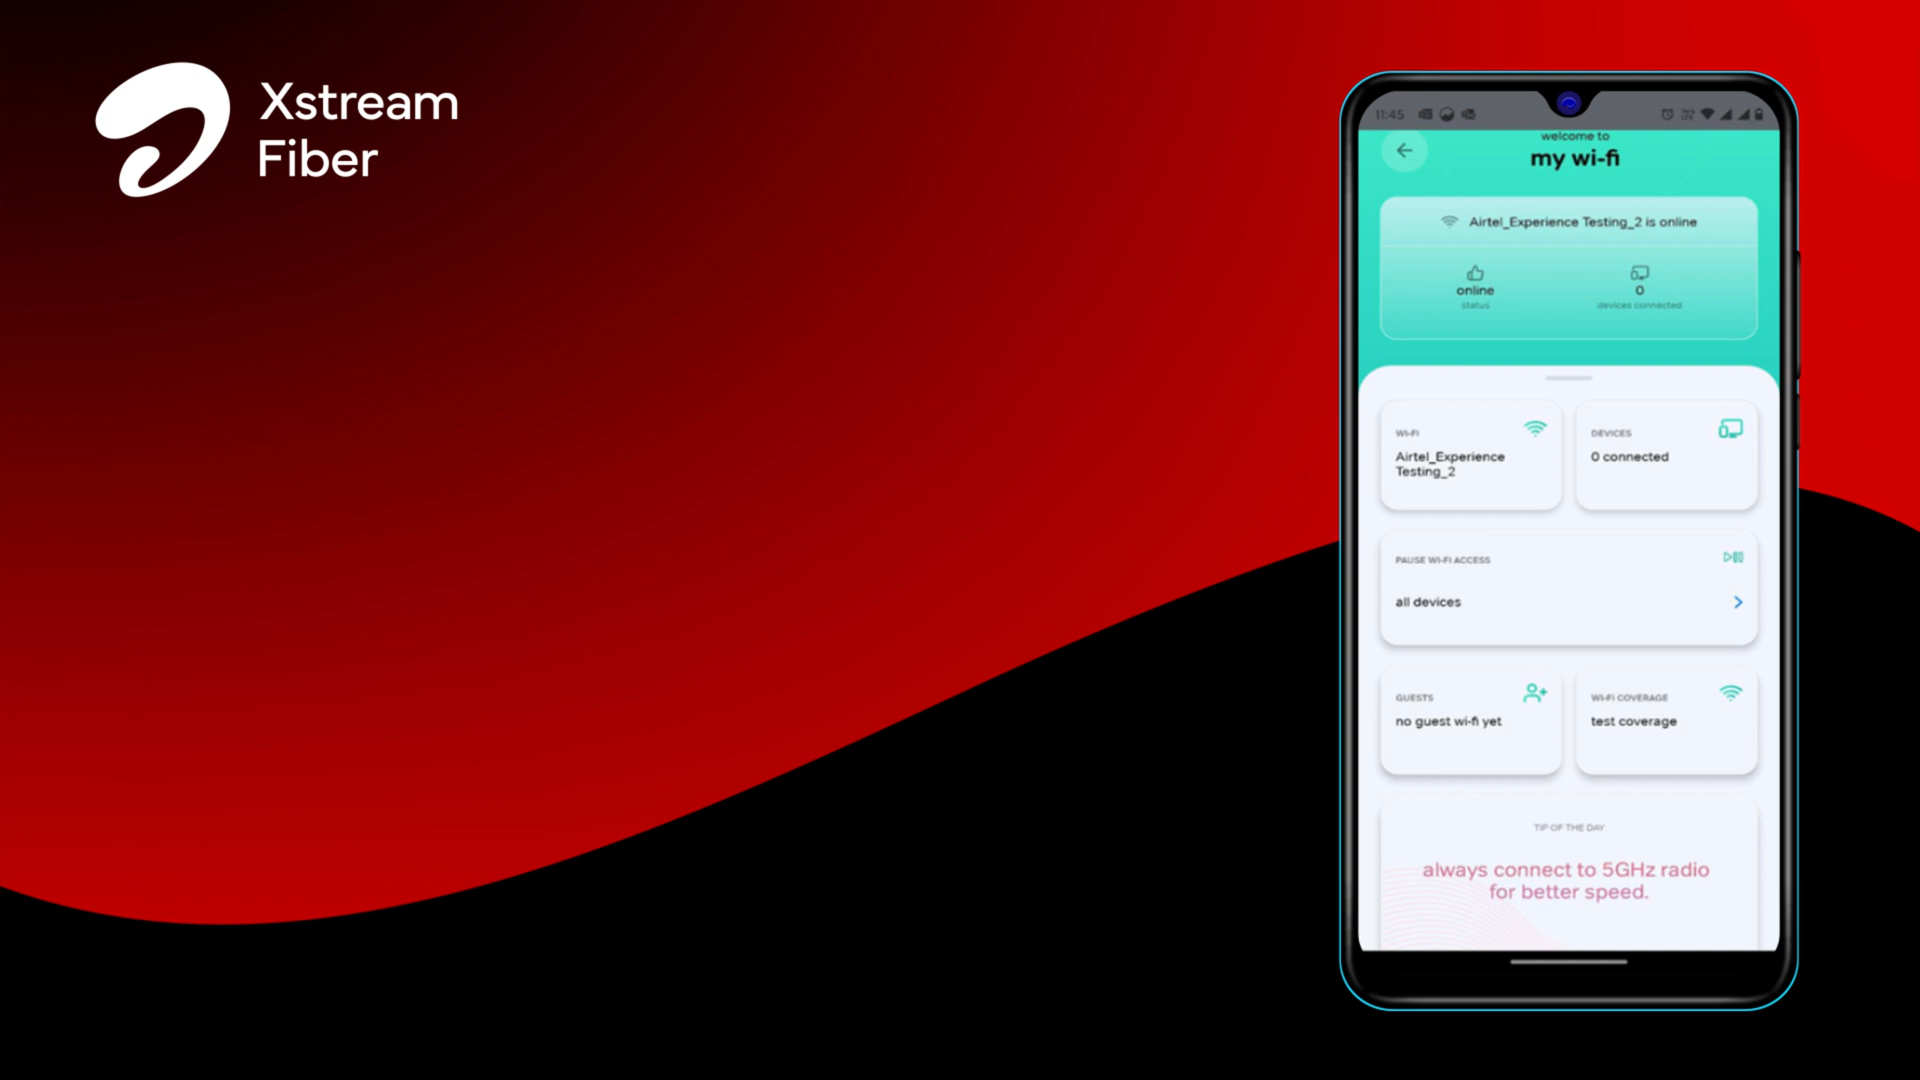 Xstream
Fiber
11:45
welcome to
my wi-fi
Airtel_Experience Testing_2 is online
online
status
0
devices connected
WI-FI
Airtel_Experience
Testing_2
DEVICES
0 connected
PAUSE WI-FI ACCESS
all devices
GUESTS
no guest wi-fi yet
WI-FI COVERAGE
test coverage
TIP OF THE DAY
always connect to 5GHz radio
for better speed.